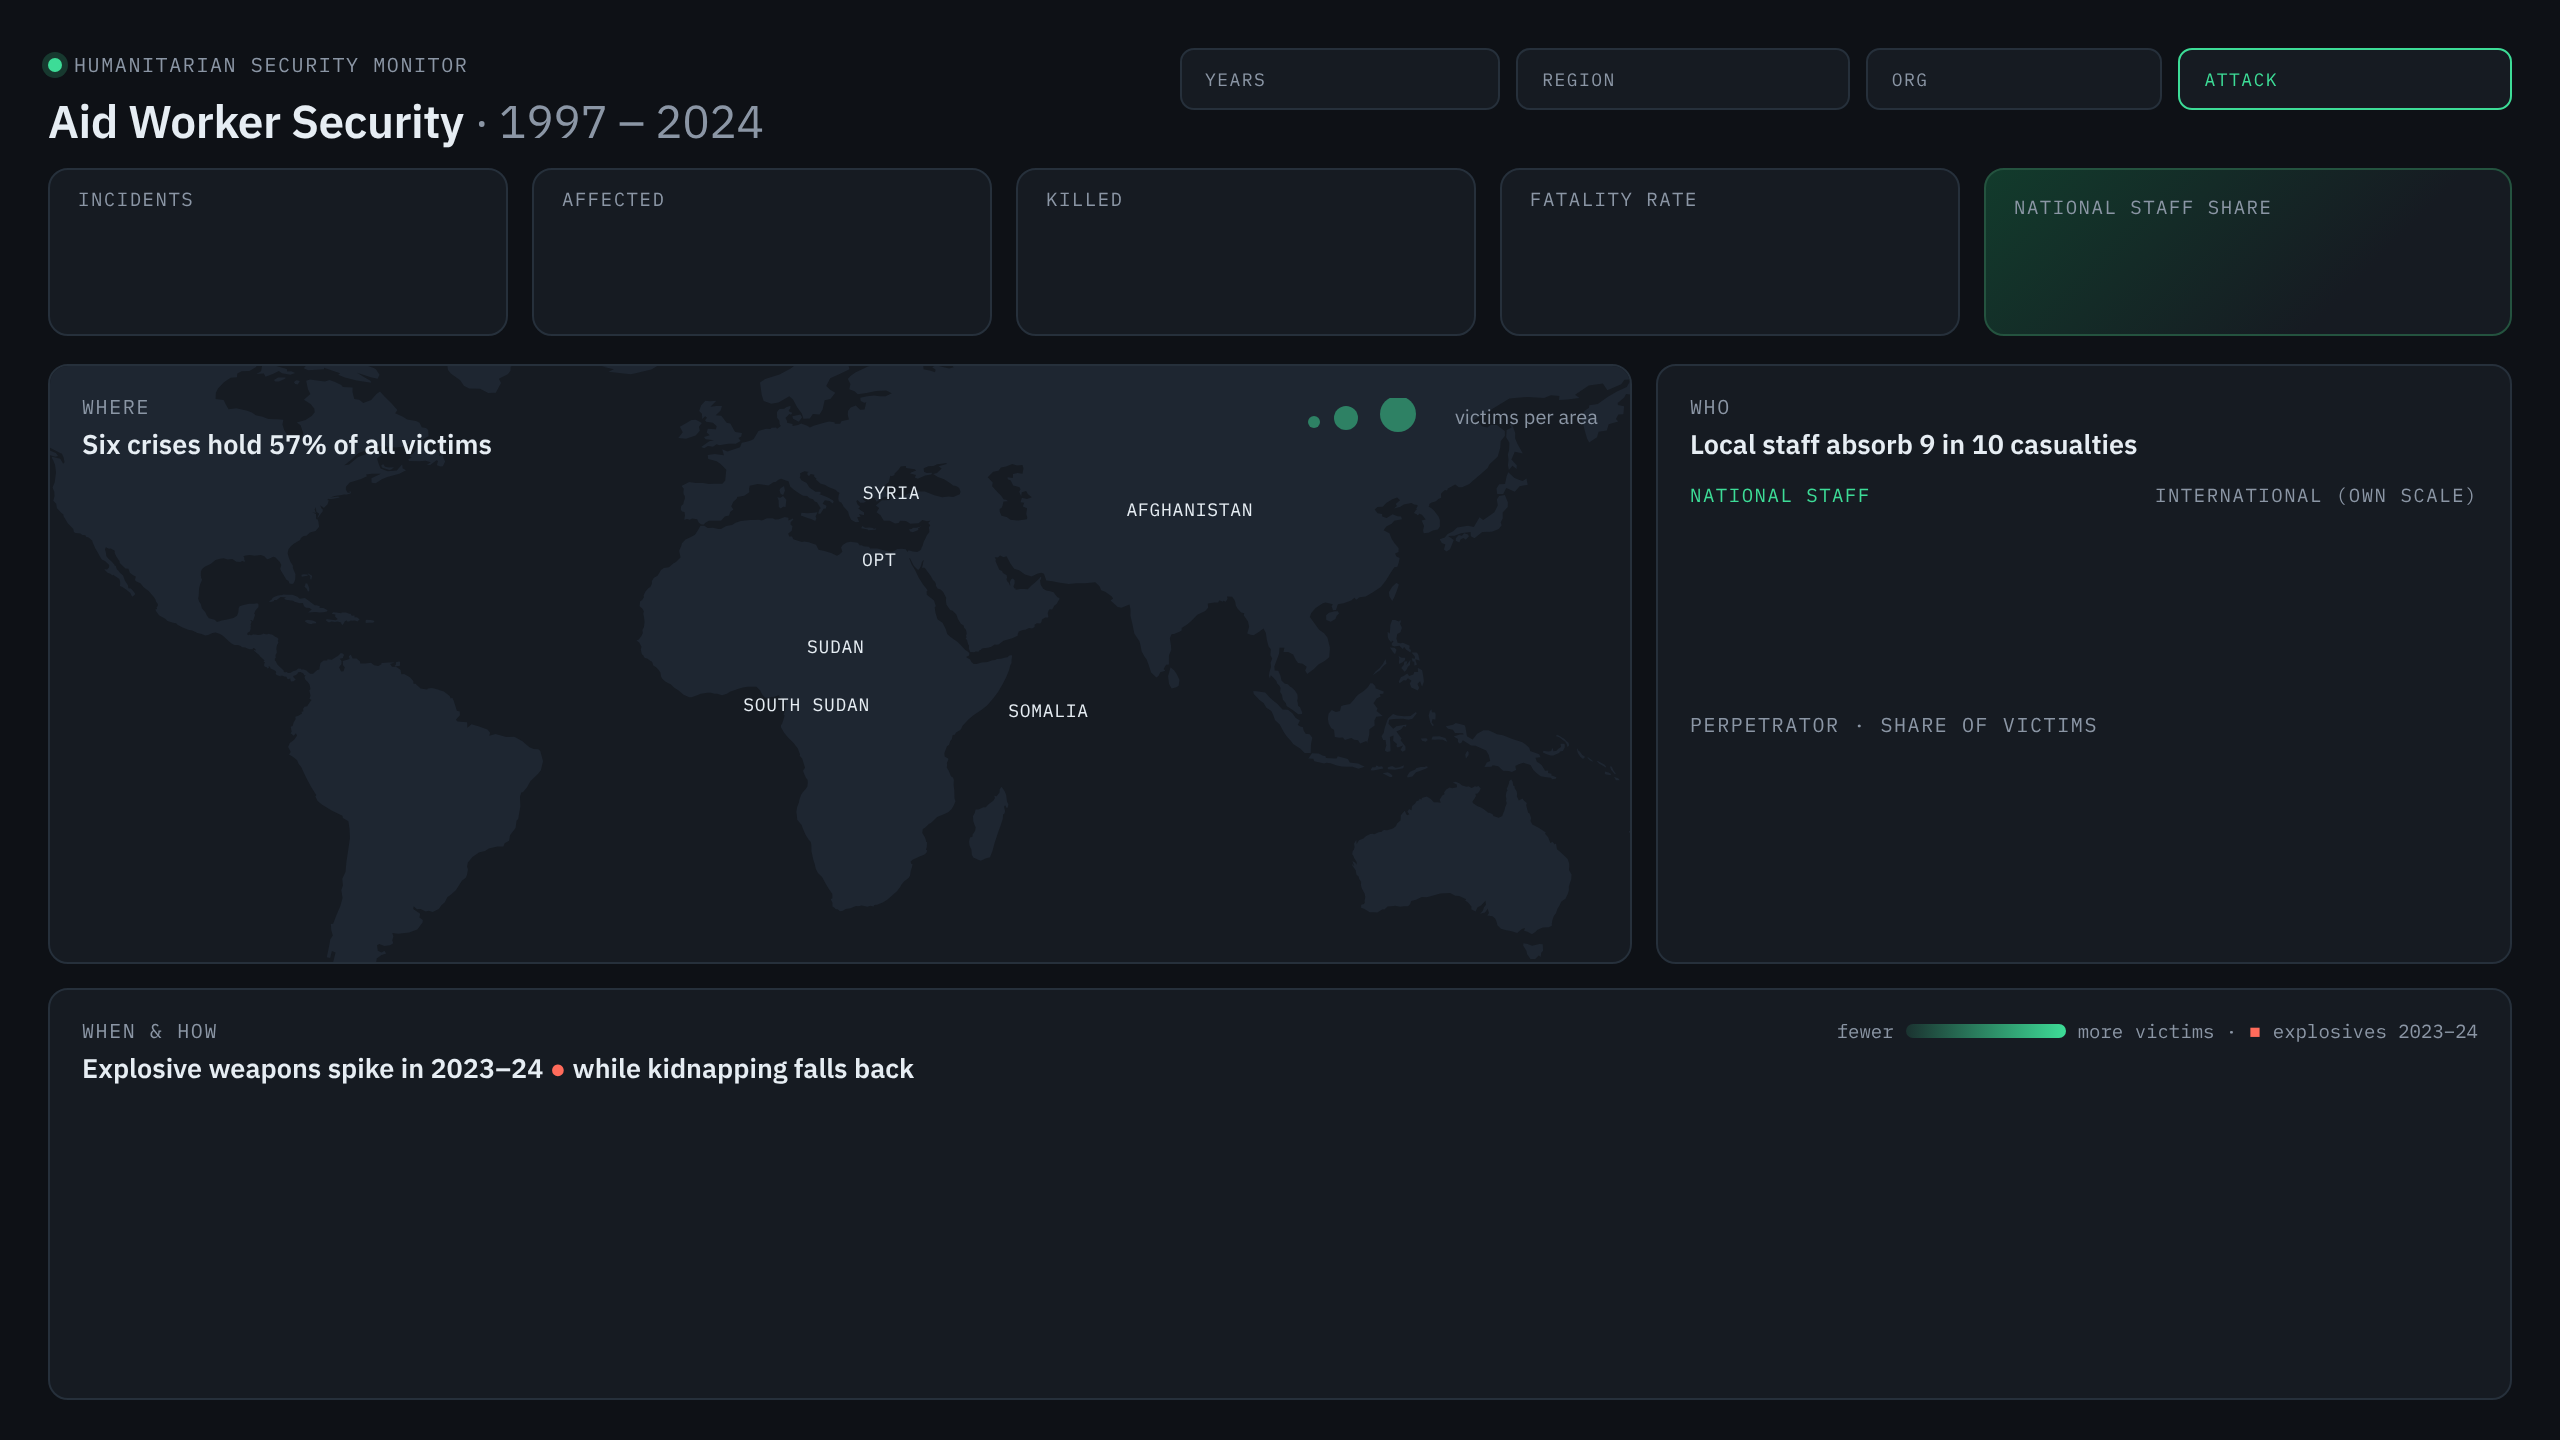 HUMANITARIAN SECURITY MONITOR
Aid Worker Security · 1997 – 2024
YEARS
REGION
ORG
ATTACK
INCIDENTS
AFFECTED
KILLED
FATALITY RATE
NATIONAL STAFF SHARE
WHERE
Six crises hold 57% of all victims
victims per area
SYRIA
AFGHANISTAN
OPT
SUDAN
SOUTH SUDAN
SOMALIA
WHO
Local staff absorb 9 in 10 casualties
NATIONAL STAFF
INTERNATIONAL (OWN SCALE)
PERPETRATOR · SHARE OF VICTIMS
WHEN & HOW
Explosive weapons spike in 2023–24 ● while kidnapping falls back
fewer more victims · ■ explosives 2023–24